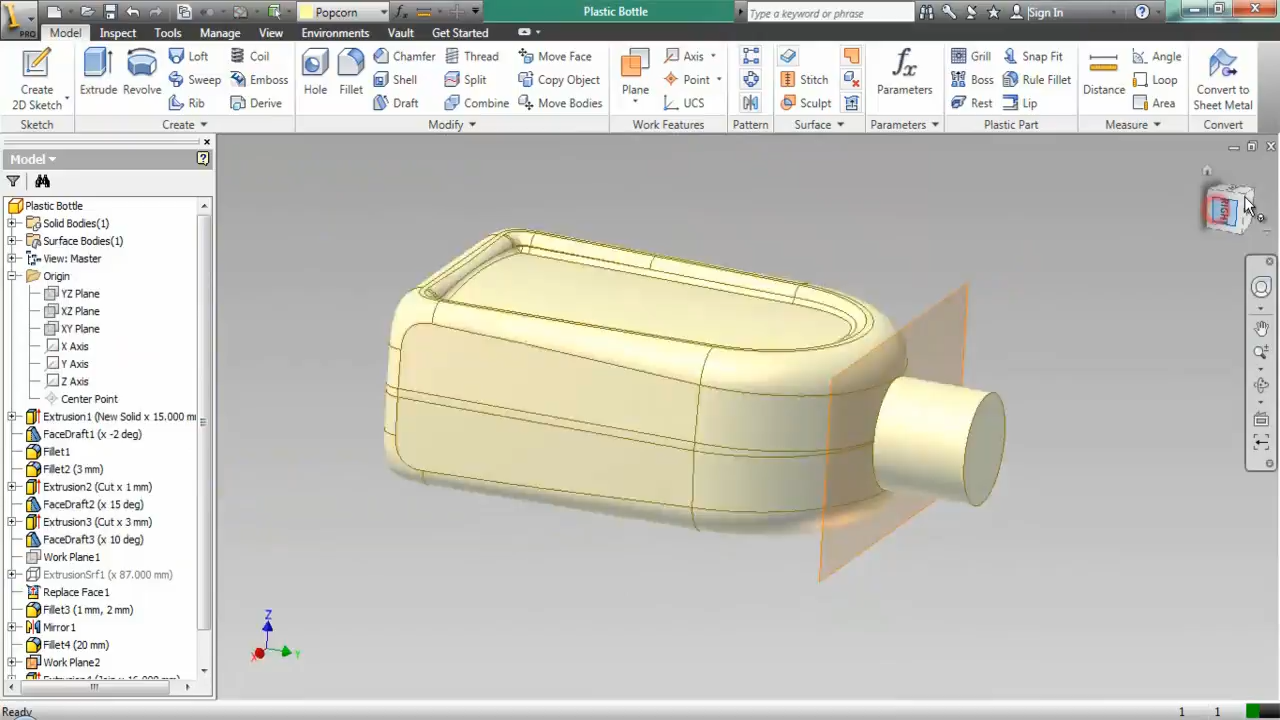 Popcorn
Plastic Bottle
Type a keyword or phrase
Sign In
PRO
Model Inspect Tools Manage View Environments Vault Get Started
Create 2D Sketch
Extrude
Revolve
Loft
Sweep
Rib
Coil
Emboss
Derive
Hole
Fillet
Chamfer
Shell
Draft
Thread
Split
Combine
Move Face
Copy Object
Move Bodies
Plane
Axis
Point
UCS
Stitch
Sculpt
Parameters
Grill
Boss
Rest
Snap Fit
Rule Fillet
Lip
Distance
Angle
Loop
Area
Convert to Sheet Metal
Sketch Create Modify Work Features Pattern Surface Parameters Plastic Part Measure Convert
Model
Plastic Bottle
Solid Bodies(1)
Surface Bodies(1)
View: Master
Origin
YZ Plane
XZ Plane
XY Plane
X Axis
Y Axis
Z Axis
Center Point
Extrusion1 (New Solid x 15.000 m
FaceDraft1 (x -2 deg)
Fillet1
Fillet2 (3 mm)
Extrusion2 (Cut x 1 mm)
FaceDraft2 (x 15 deg)
Extrusion3 (Cut x 3 mm)
FaceDraft3 (x 10 deg)
Work Plane1
ExtrusionSrf1 (x 87.000 mm)
Replace Face1
Fillet3 (1 mm, 2 mm)
Mirror1
Fillet4 (20 mm)
Work Plane2
RIGHT
Z
X
Y
Ready
1 1